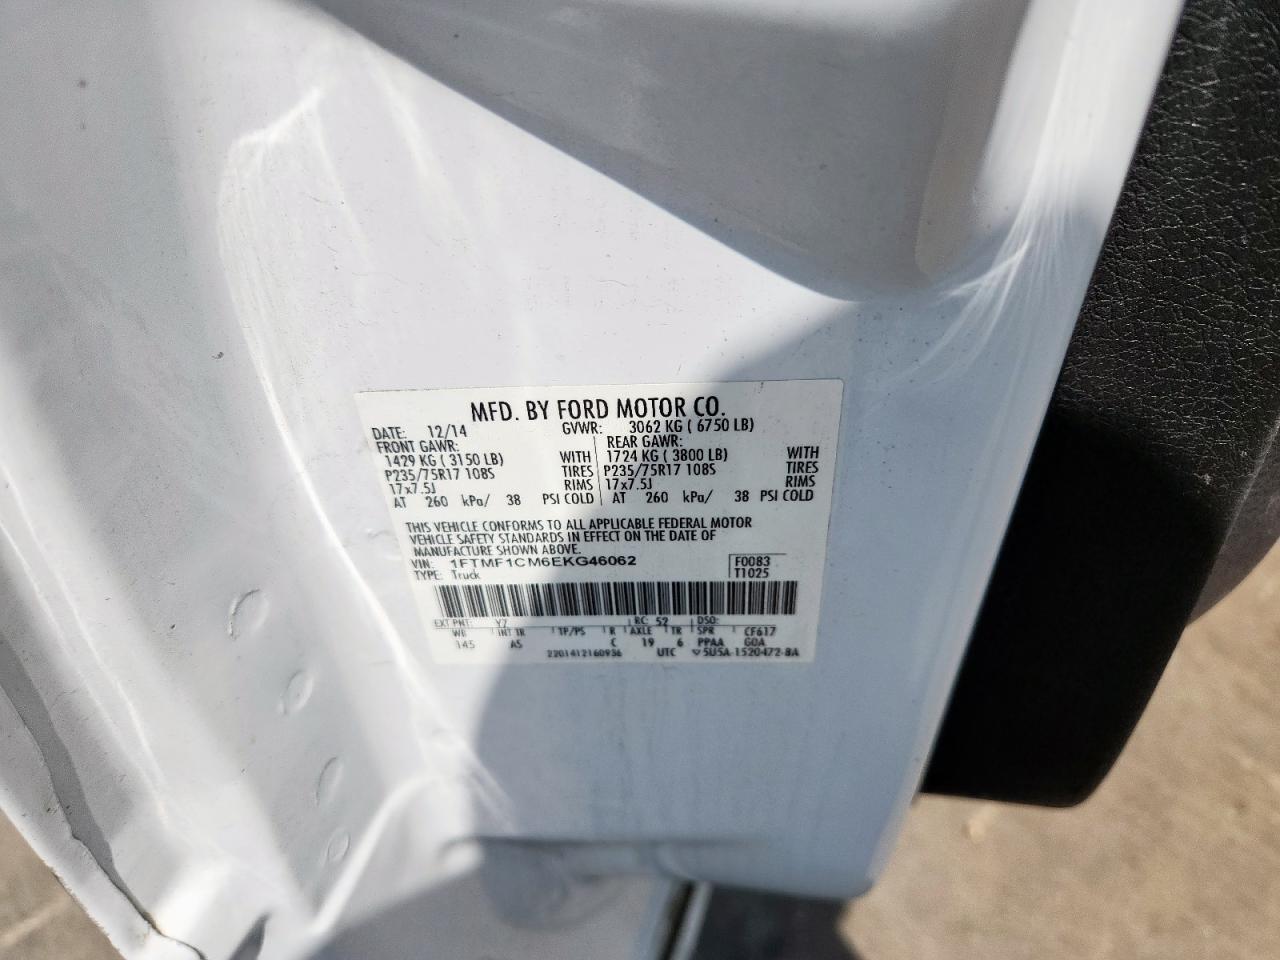 MFD. BY FORD MOTOR CO.
DATE: 12/14 GVWR: 3062 KG ( 6750 LB)
FRONT GAWR: REAR GAWR:
1429 KG ( 3150 LB) WITH 1724 KG ( 3800 LB) WITH
P235/75R17 108S TIRES P235/75R17 108S TIRES
17x7.5J RIMS 17x7.5J RIMS
AT 260 kPa/ 38 PSI COLD AT 260 kPa/ 38 PSI COLD
THIS VEHICLE CONFORMS TO ALL APPLICABLE FEDERAL MOTOR
VEHICLE SAFETY STANDARDS IN EFFECT ON THE DATE OF
MANUFACTURE SHOWN ABOVE.
VIN: 1FTMF1CM6EKG46062 F0083
TYPE: Truck T1025
EXT PNT: YZ RC: 52 DSO:
WB INT TR TP/PS R AXLE TR SPR CF617
145 AS C 19 6 PPAA GOA
2201412160936 UTC 5U5A-1520472-BA